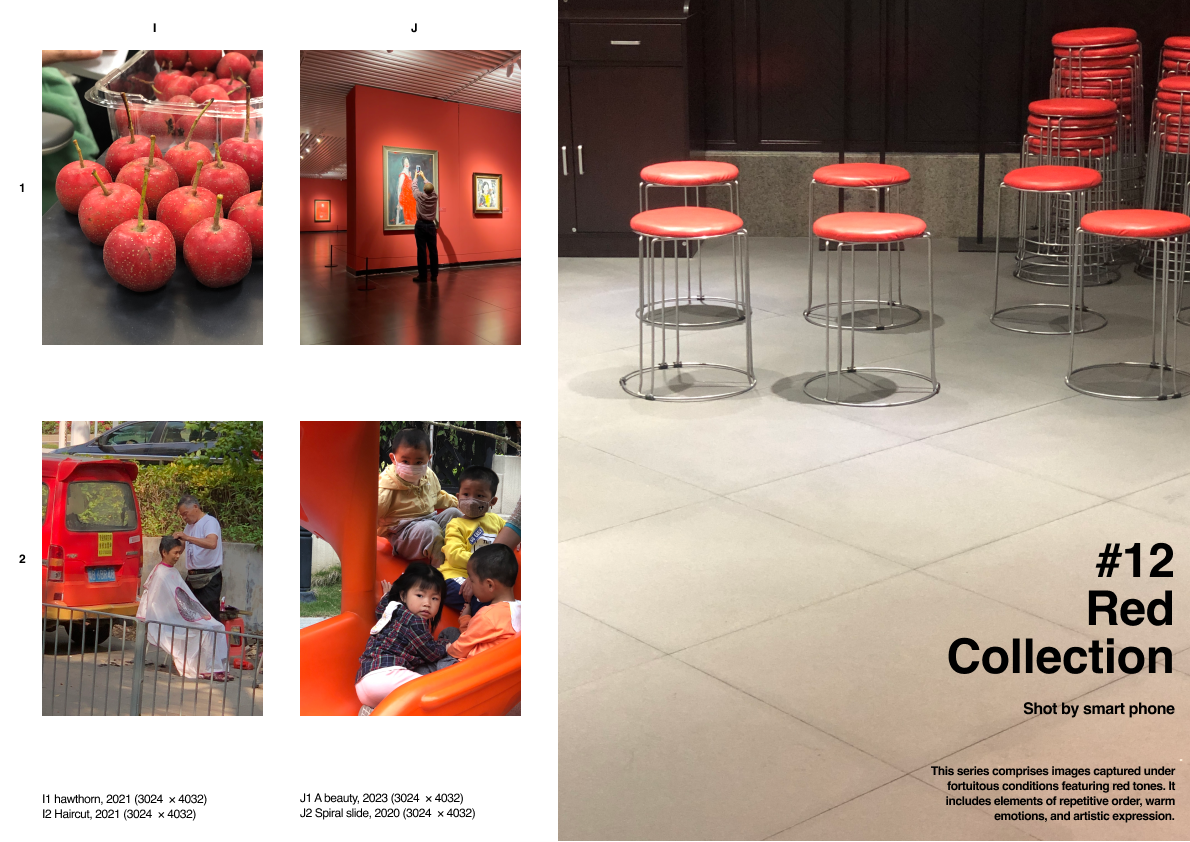 I
J
1
2
I1 hawthorn, 2021 (3024 × 4032)
I2 Haircut, 2021 (3024 × 4032)
J1 A beauty, 2023 (3024 × 4032)
J2 Spiral slide, 2020 (3024 × 4032)
#12
Red
Collection
Shot by smart phone
This series comprises images captured under
fortuitous conditions featuring red tones. It
includes elements of repetitive order, warm
emotions, and artistic expression.